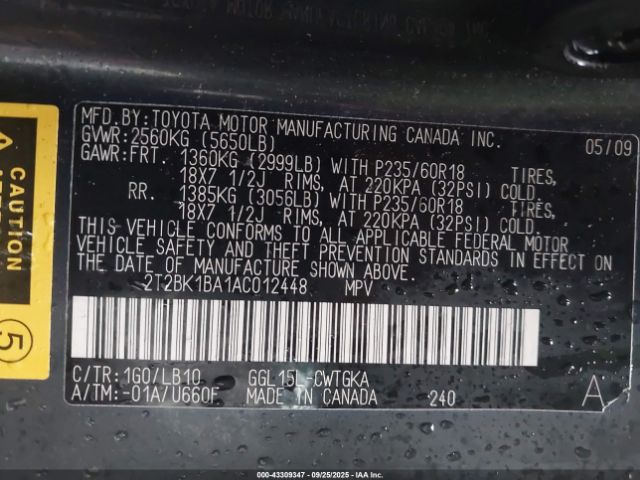 MFD.BY:TOYOTA MOTOR MANUFACTURING CANADA INC. 05/09
GVWR:2560KG (5650LB)
GAWR:FRT. 1360KG (2999LB) WITH P235/60R18 TIRES,
18X7 1/2J RIMS, AT 220KPA (32PSI) COLD.
RR. 1385KG (3056LB) WITH P235/60R18 TIRES,
18X7 1/2J RIMS, AT 220KPA (32PSI) COLD.
THIS VEHICLE CONFORMS TO ALL APPLICABLE FEDERAL MOTOR
VEHICLE SAFETY AND THEFT PREVENTION STANDARDS IN EFFECT ON
THE DATE OF MANUFACTURE SHOWN ABOVE.
2T2BK1BA1AC012448 MPV
C/TR:1G0/LB10 GGL15L-CWTGKA
A/TM:-01A/U660F MADE IN CANADA 240 A
CAUTION
5
000-43309347 - 09/25/2025 - IAAI.COM